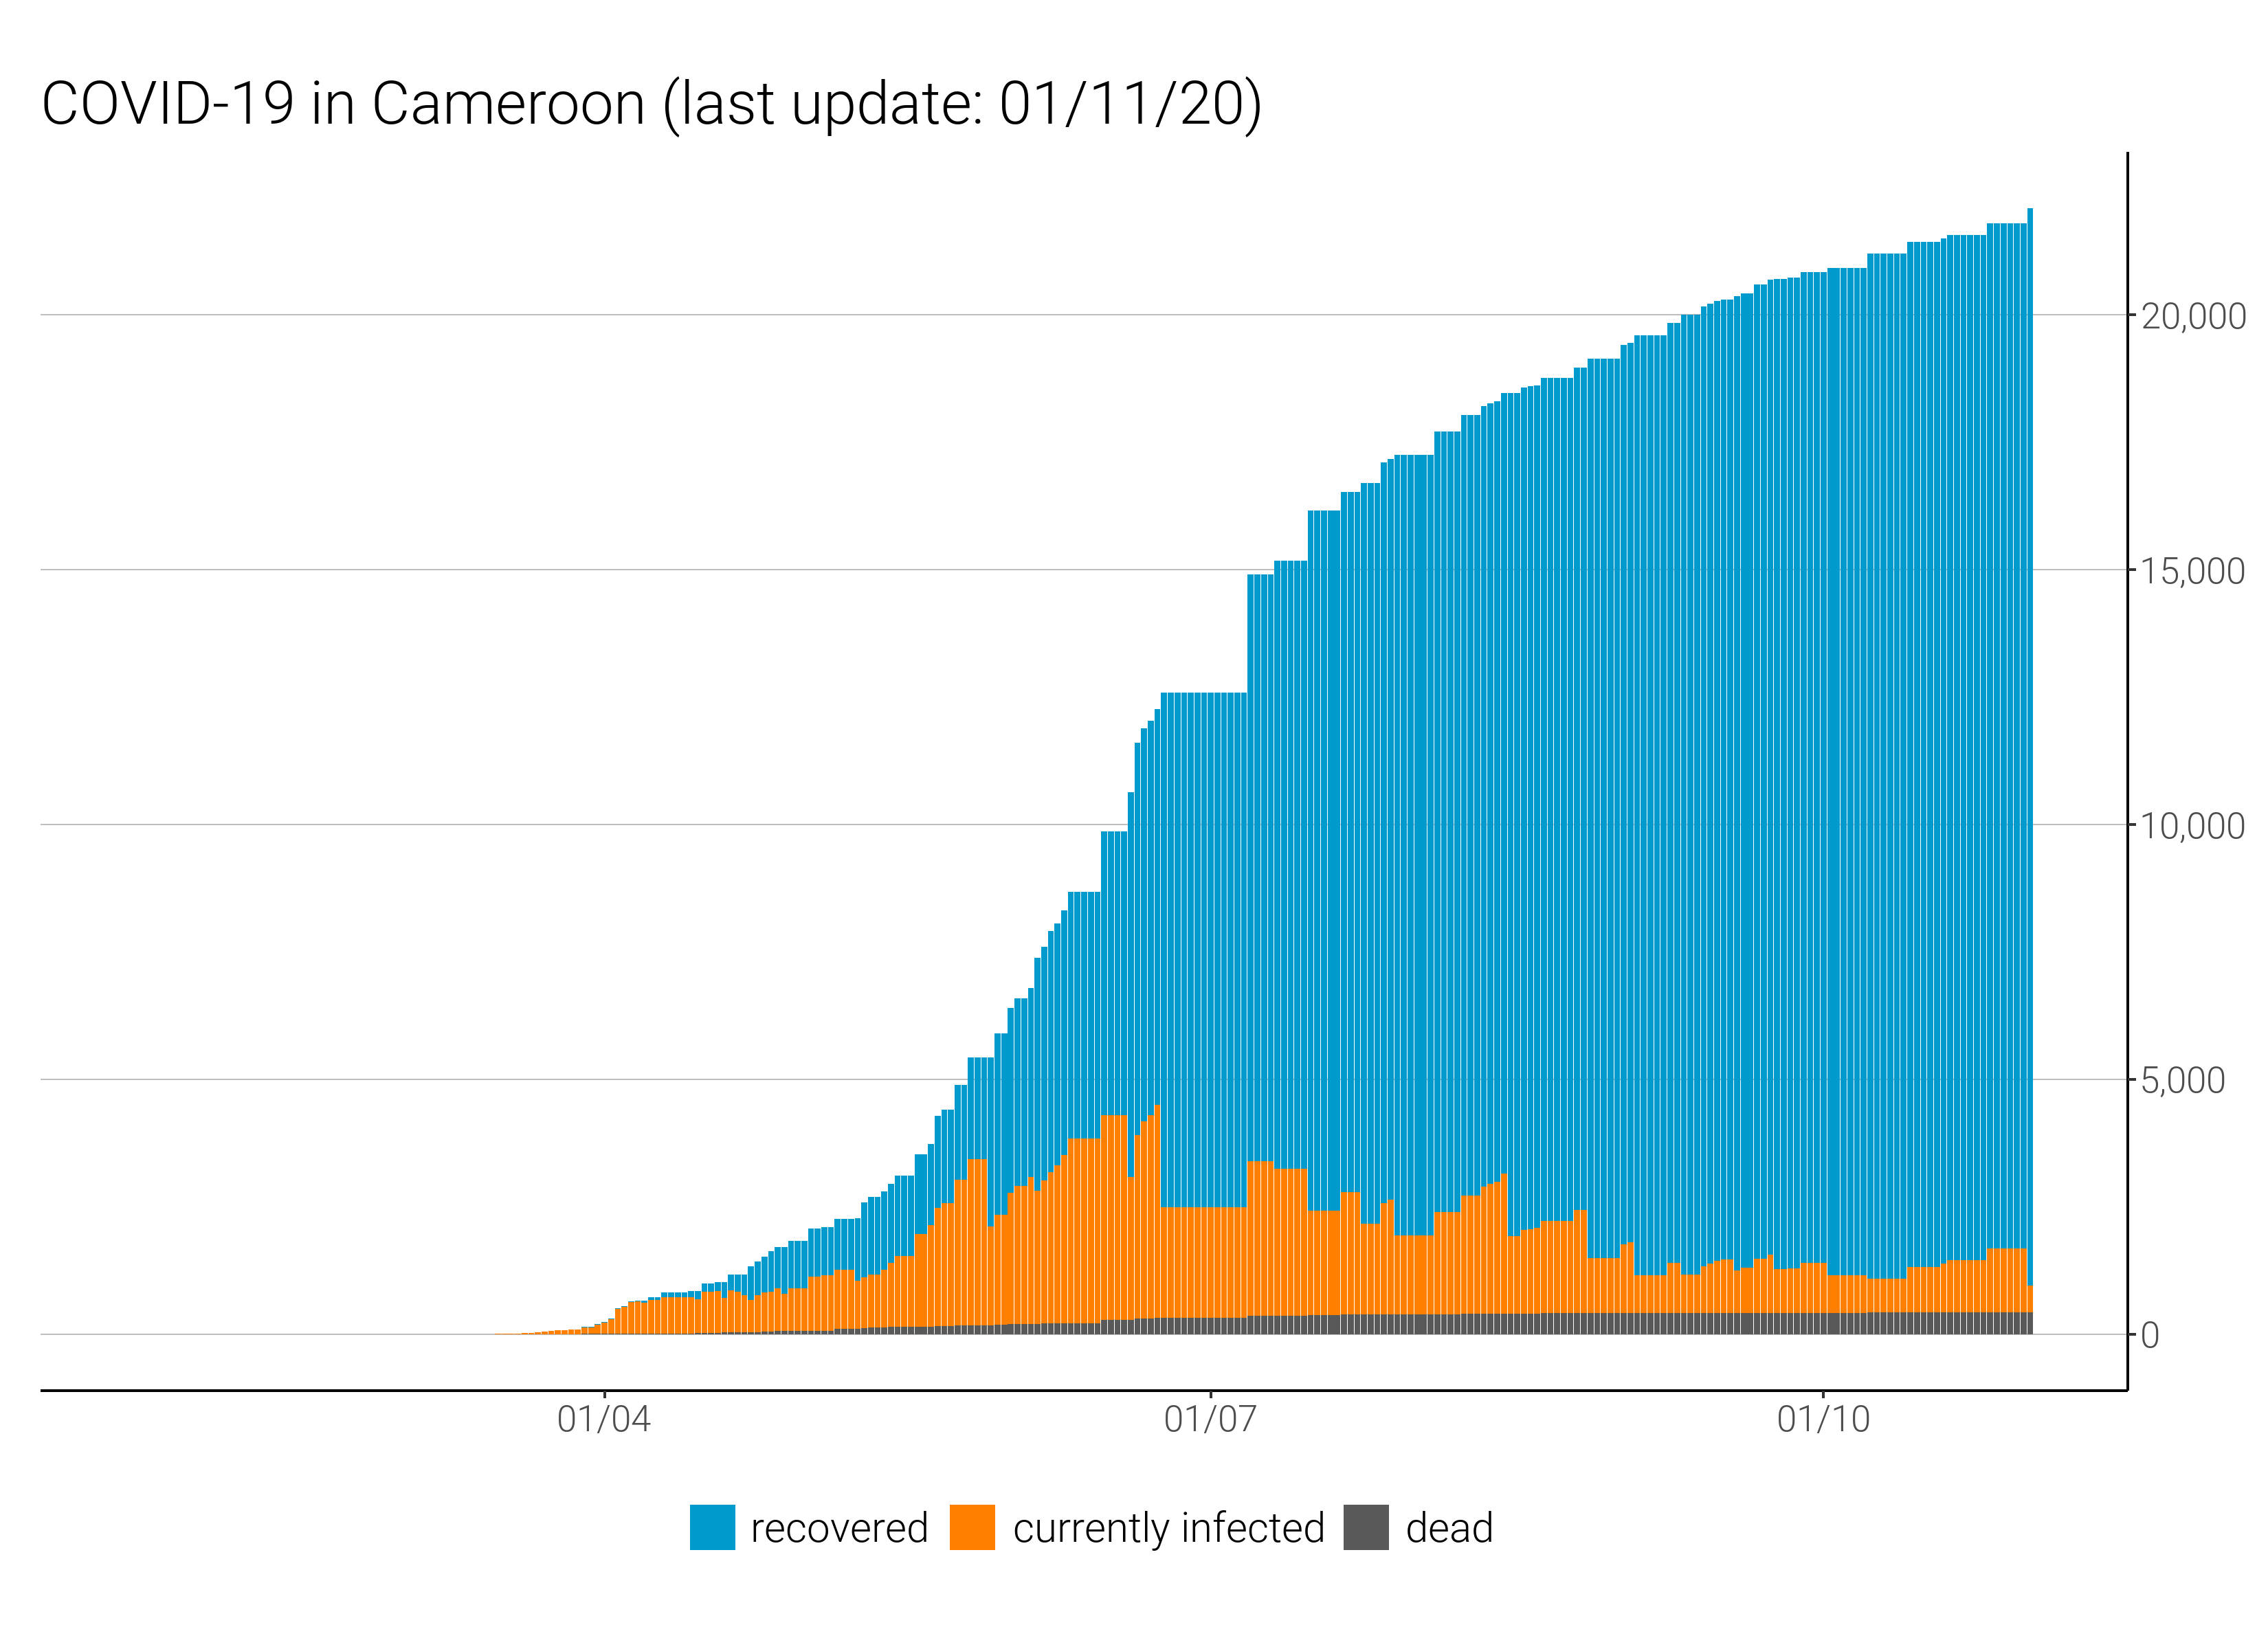 COVID-19 in Cameroon (last update: 01/11/20)
20,000
15,000
10,000
5,000
0
01/04 01/07 01/10
recovered currently infected dead